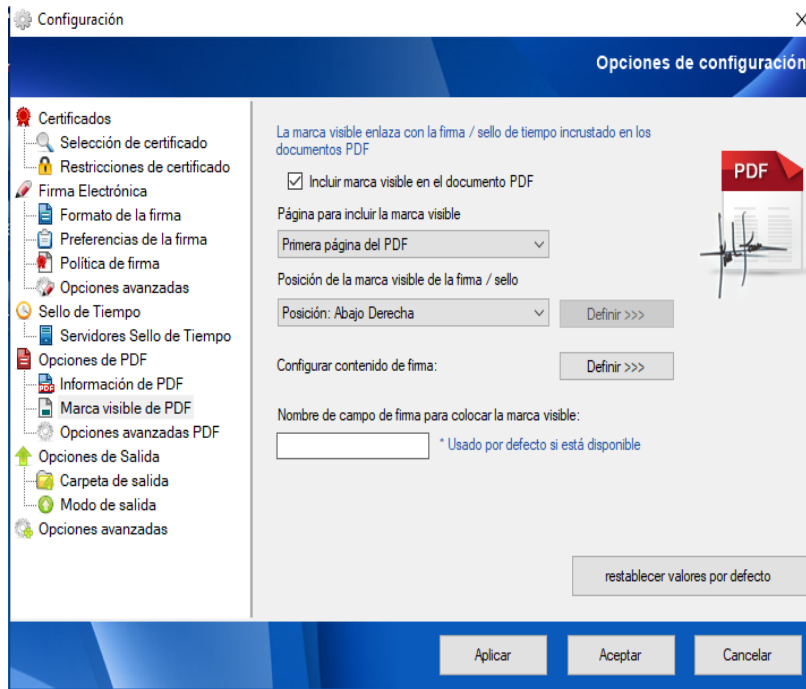 Configuración
Opciones de configuración
Certificados
Selección de certificado
Restricciones de certificado
Firma Electrónica
Formato de la firma
Preferencias de la firma
Política de firma
Opciones avanzadas
Sello de Tiempo
Servidores Sello de Tiempo
Opciones de PDF
PDF
Información de PDF
Marca visible de PDF
Opciones avanzadas PDF
Opciones de Salida
Carpeta de salida
Modo de salida
Opciones avanzadas
La marca visible enlaza con la firma / sello de tiempo incrustado en los
documentos PDF
Incluir marca visible en el documento PDF
PDF
Página para incluir la marca visible
Primera página del PDF
Posición de la marca visible de la firma / sello
Posición: Abajo Derecha
Definir >>>
Configurar contenido de firma:
Definir >>>
Nombre de campo de firma para colocar la marca visible:
* Usado por defecto si está disponible
restablecer valores por defecto
Aplicar
Aceptar
Cancelar